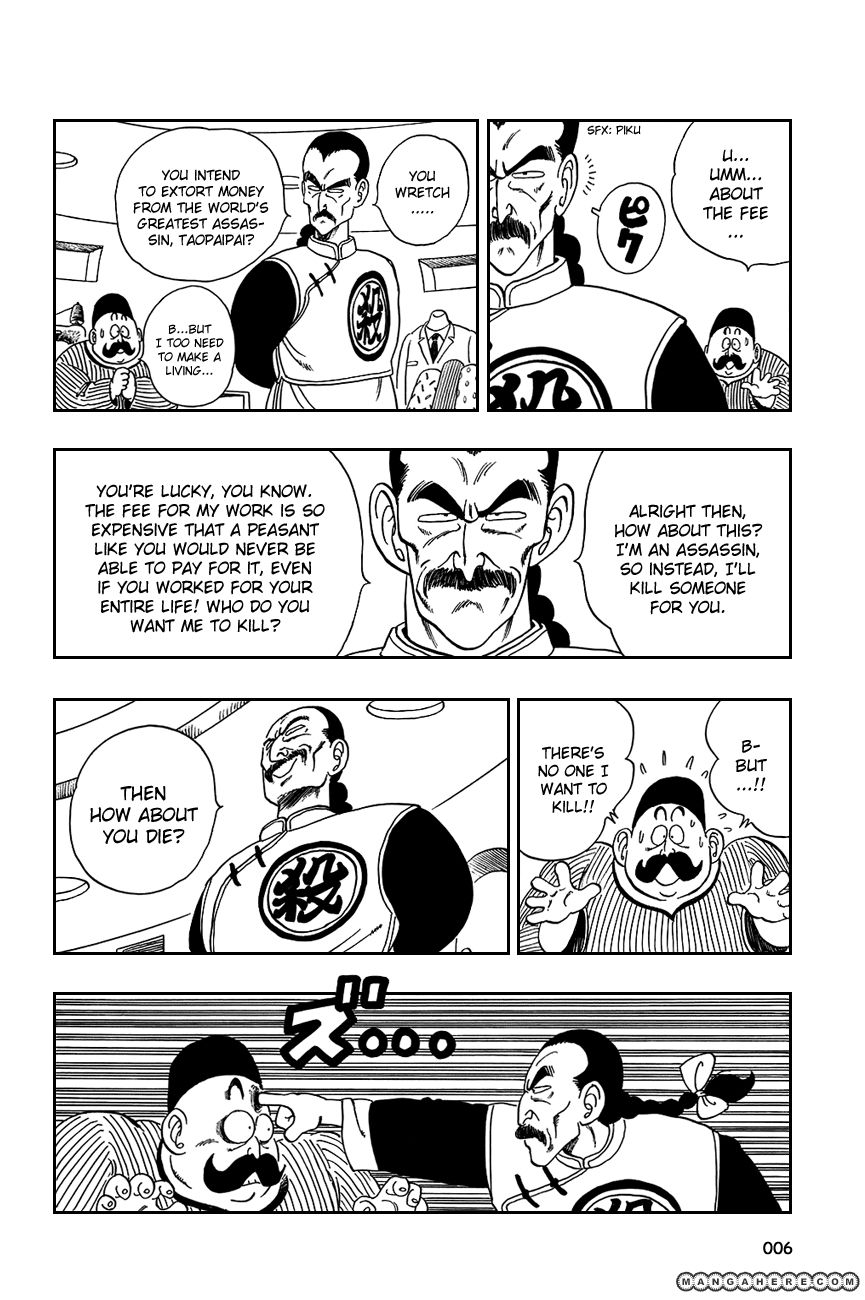 SFX: PIKU
U...
UMM...
ABOUT
THE FEE
...
ピク
YOU
WRETCH
.....
YOU INTEND
TO EXTORT MONEY
FROM THE WORLD'S
GREATEST ASSAS-
SIN, TAOPAIPAI?
B...BUT
I TOO NEED
TO MAKE A
LIVING...
殺
殺
ALRIGHT THEN,
HOW ABOUT THIS?
I'M AN ASSASSIN,
SO INSTEAD, I'LL
KILL SOMEONE
FOR YOU.
YOU'RE LUCKY, YOU KNOW.
THE FEE FOR MY WORK IS SO
EXPENSIVE THAT A PEASANT
LIKE YOU WOULD NEVER BE
ABLE TO PAY FOR IT, EVEN
IF YOU WORKED FOR YOUR
ENTIRE LIFE! WHO DO YOU
WANT ME TO KILL?
B-
BUT
...!!
THERE'S
NO ONE I
WANT TO
KILL!!
THEN
HOW ABOUT
YOU DIE?
殺
ズ...
殺
006
MANGAHERE.COM